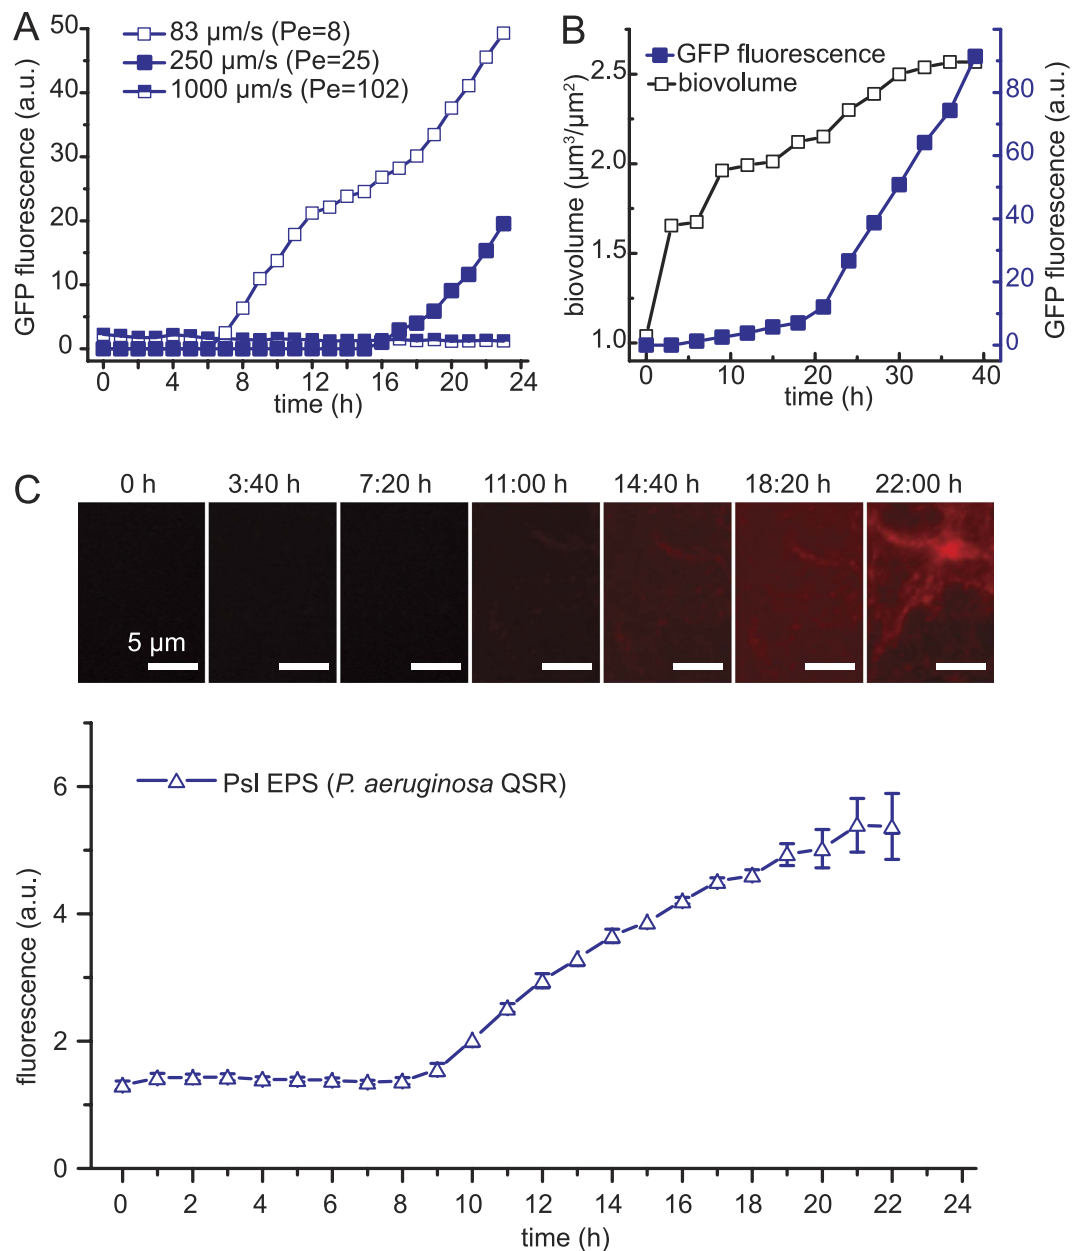 A
83 µm/s (Pe=8)
250 µm/s (Pe=25)
1000 µm/s (Pe=102)
GFP fluorescence (a.u.)
50
40
30
20
10
0
0 4 8 12 16 20 24
time (h)
B
GFP fluorescence
biovolume
biovolume (µm³/µm²)
2.5
2.0
1.5
1.0
80
60
40
20
0
GFP fluorescence (a.u.)
0 10 20 30 40
time (h)
C
0 h 3:40 h 7:20 h 11:00 h 14:40 h 18:20 h 22:00 h
5 µm
Psl EPS (P. aeruginosa QSR)
fluorescence (a.u.)
6
4
2
0
0 2 4 6 8 10 12 14 16 18 20 22 24
time (h)